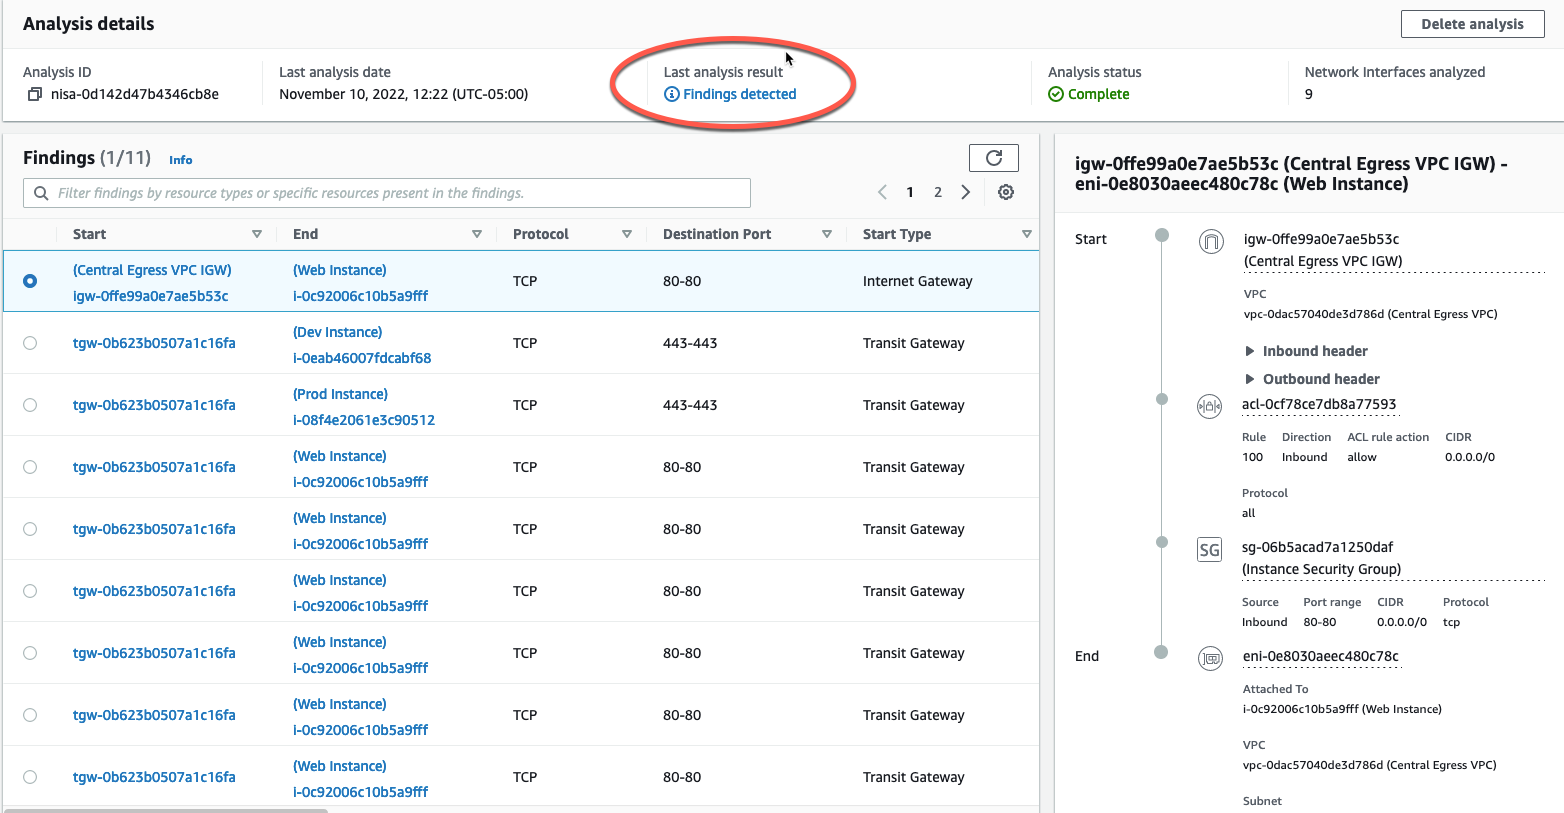 Analysis details
Delete analysis
Analysis ID
nisa-0d142d47b4346cb8e
Last analysis date
November 10, 2022, 12:22 (UTC-05:00)
Last analysis result
Findings detected
Analysis status
Complete
Network Interfaces analyzed
9
Findings (1/11) Info
Filter findings by resource types or specific resources present in the findings.
1 2
Start End Protocol Destination Port Start Type
(Central Egress VPC IGW) (Web Instance)
igw-0ffe99a0e7ae5b53c i-0c92006c10b5a9fff TCP 80-80 Internet Gateway
(Dev Instance)
tgw-0b623b0507a1c16fa i-0eab46007fdcabf68 TCP 443-443 Transit Gateway
(Prod Instance)
tgw-0b623b0507a1c16fa i-08f4e2061e3c90512 TCP 443-443 Transit Gateway
(Web Instance)
tgw-0b623b0507a1c16fa i-0c92006c10b5a9fff TCP 80-80 Transit Gateway
(Web Instance)
tgw-0b623b0507a1c16fa i-0c92006c10b5a9fff TCP 80-80 Transit Gateway
(Web Instance)
tgw-0b623b0507a1c16fa i-0c92006c10b5a9fff TCP 80-80 Transit Gateway
(Web Instance)
tgw-0b623b0507a1c16fa i-0c92006c10b5a9fff TCP 80-80 Transit Gateway
(Web Instance)
tgw-0b623b0507a1c16fa i-0c92006c10b5a9fff TCP 80-80 Transit Gateway
(Web Instance)
tgw-0b623b0507a1c16fa i-0c92006c10b5a9fff TCP 80-80 Transit Gateway
igw-0ffe99a0e7ae5b53c (Central Egress VPC IGW) -
eni-0e8030aeec480c78c (Web Instance)
Start
igw-0ffe99a0e7ae5b53c
(Central Egress VPC IGW)
VPC
vpc-0dac57040de3d786d (Central Egress VPC)
Inbound header
Outbound header
acl-0cf78ce7db8a77593
Rule Direction ACL rule action CIDR
100 Inbound allow 0.0.0.0/0
Protocol
all
SG
sg-06b5acad7a1250daf
(Instance Security Group)
Source Port range CIDR Protocol
Inbound 80-80 0.0.0.0/0 tcp
End
eni-0e8030aeec480c78c
Attached To
i-0c92006c10b5a9fff (Web Instance)
VPC
vpc-0dac57040de3d786d (Central Egress VPC)
Subnet